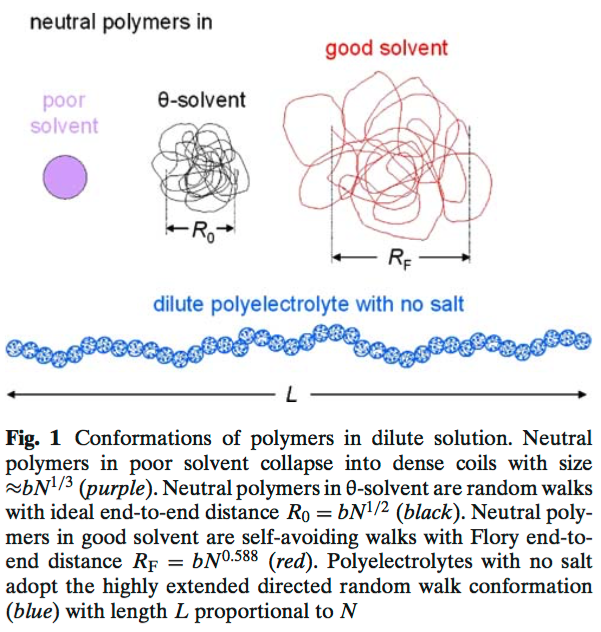 neutral polymers in
good solvent
poor
solvent
θ-solvent
R0
RF
dilute polyelectrolyte with no salt
L
Fig. 1 Conformations of polymers in dilute solution. Neutral
polymers in poor solvent collapse into dense coils with size
≈bN^1/3 (purple). Neutral polymers in θ-solvent are random walks
with ideal end-to-end distance R0 = bN^1/2 (black). Neutral poly-
mers in good solvent are self-avoiding walks with Flory end-to-
end distance RF = bN^0.588 (red). Polyelectrolytes with no salt
adopt the highly extended directed random walk conformation
(blue) with length L proportional to N